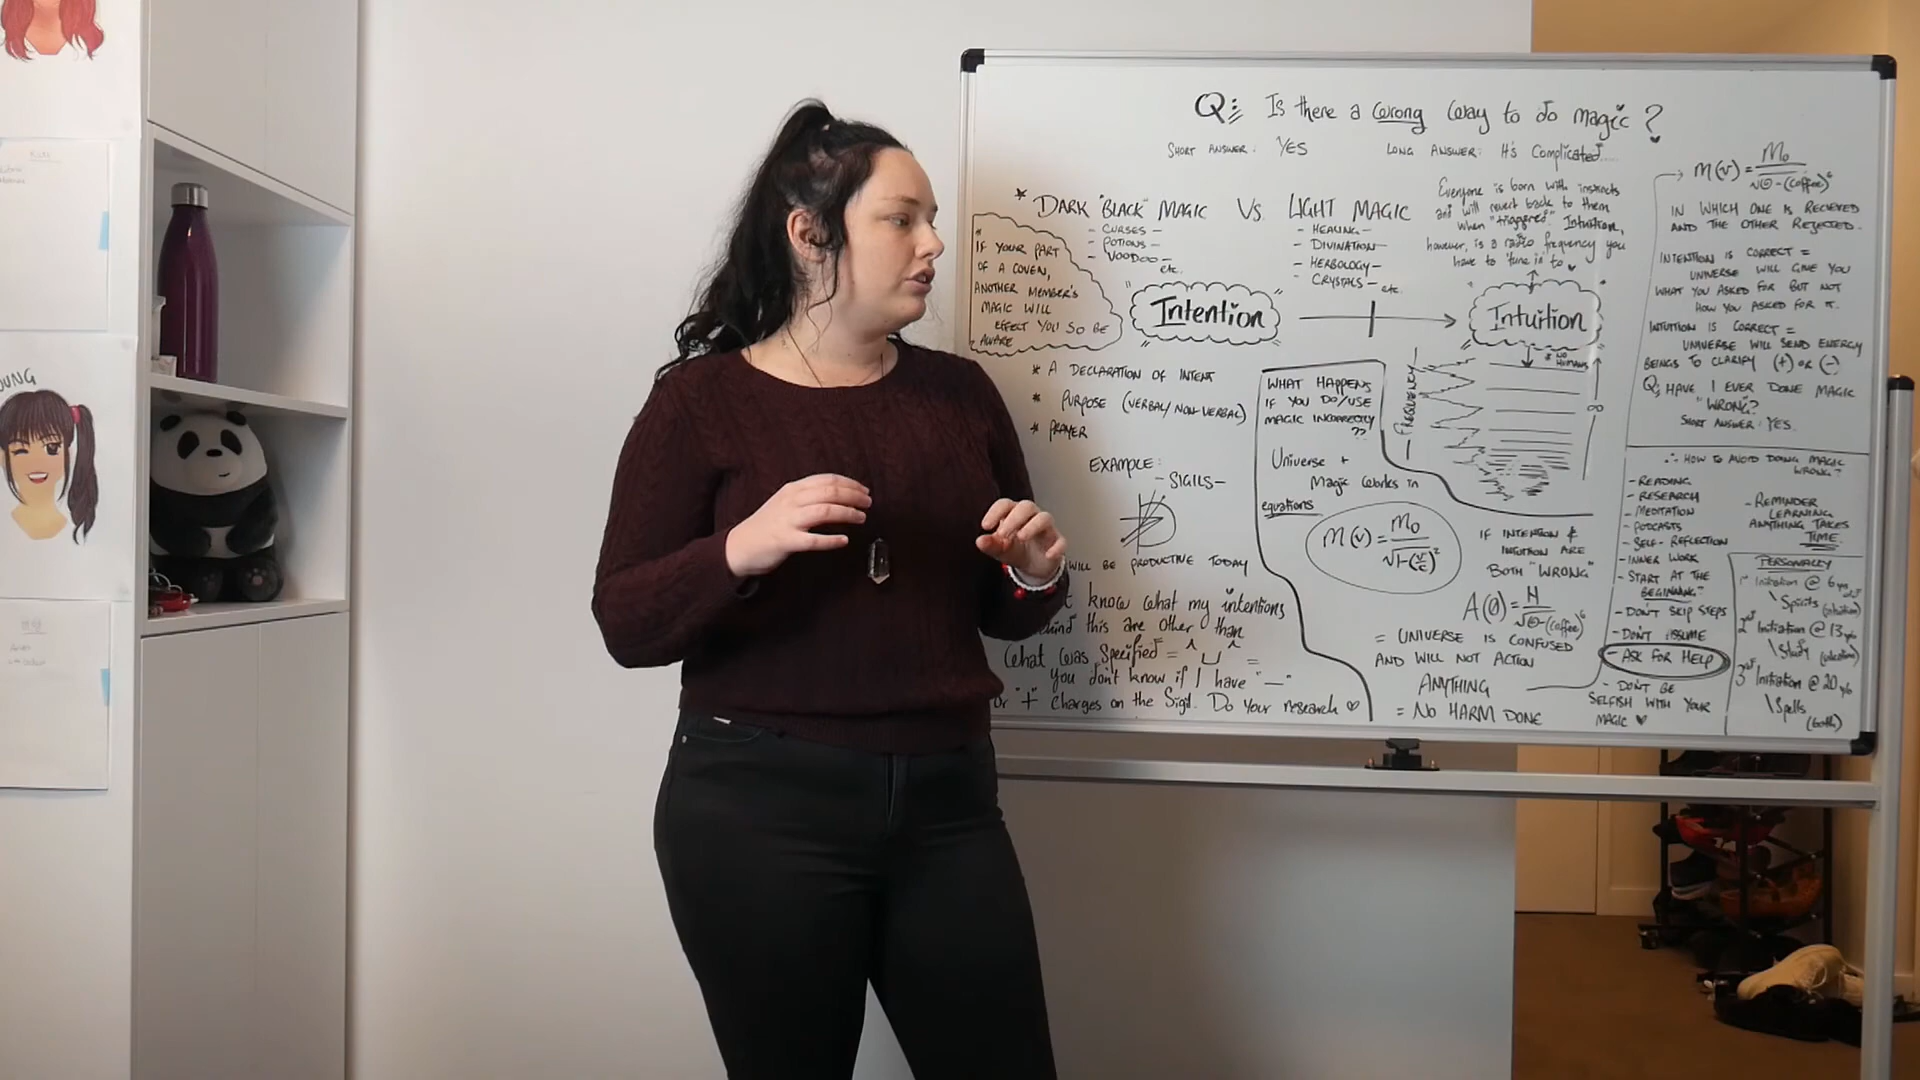 Q: Is there a wrong way to do magic?
SHORT ANSWER: YES
LONG ANSWER: It's Complicated....
* DARK "BLACK" MAGIC Vs. LIGHT MAGIC
- CURSES -
- POTIONS -
- VOODOO -
etc.
- HEALING -
- DIVINATION -
- HERBOLOGY -
- CRYSTALS - etc.
Everyone is born with instincts
and will revert back to them
when "triggered". Intuition,
however, is a radio frequency you
have to 'tune in' to
IF YOUR PART
OF A COVEN,
ANOTHER MEMBER'S
MAGIC WILL
EFFECT YOU SO BE
AWARE
Intention
Intuition
* A DECLARATION OF INTENT
* PURPOSE (VERBAL/NON-VERBAL)
* PRAYER
EXAMPLE:
- SIGILS -
WILL BE PRODUCTIVE TODAY
know what my intentions
this are other than
what was specified =
you don't know if I have "—"
or "+" charges on the Sigil. Do your research
WHAT HAPPENS
IF YOU DO/USE
MAGIC INCORRECTLY
??
Universe +
Magic works in
equations
M(v) = M0 / √1-(v/c)²
FREQUENCY
NO
HUMANS
∞
IF INTENTION &
INTUITION ARE
BOTH "WRONG"
= UNIVERSE IS CONFUSED
AND WILL NOT ACTION
ANYTHING
= NO HARM DONE
IN WHICH ONE IS RECIEVED
AND THE OTHER REJECTED.
INTENTION IS CORRECT =
UNIVERSE WILL GIVE YOU
WHAT YOU ASKED FOR BUT NOT
HOW YOU ASKED FOR IT.
INTUITION IS CORRECT =
UNIVERSE WILL SEND ENERGY
BEINGS TO CLARIFY (+) OR (-)
Q: HAVE I EVER DONE MAGIC
"WRONG?
SHORT ANSWER: YES.
∴ HOW TO AVOID DOING MAGIC
WRONG?
- READING
- RESEARCH
- MEDITATION
- PODCASTS
- SELF-REFLECTION
- INNER WORK
- START AT THE
BEGINNING
- DON'T SKIP STEPS
- DON'T ASSUME
- ASK FOR HELP
- DON'T BE
SELFISH WITH YOUR
MAGIC
- REMINDER
LEARNING
ANYTHING TAKES
TIME.
PERSONALLY
Initiation @ 6
\ Spirits (intuition)
Initiation @ 13
\ Study
Initiation @ 20
\ Spells
(both)
YOUNG